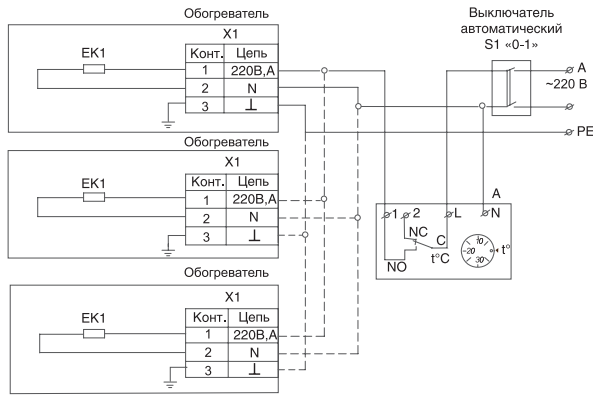 Обогреватель
X1
EK1
Конт. Цепь
1 220В,А
2 N
3 ⊥
Выключатель
автоматический
S1 «0-1»
A
~220 В
PE
Обогреватель
X1
EK1
Конт. Цепь
1 220В,А
2 N
3 ⊥
A
1 2 L N
NC
C
t°C
NO
10
-20
30
t°
Обогреватель
X1
EK1
Конт. Цепь
1 220В,А
2 N
3 ⊥